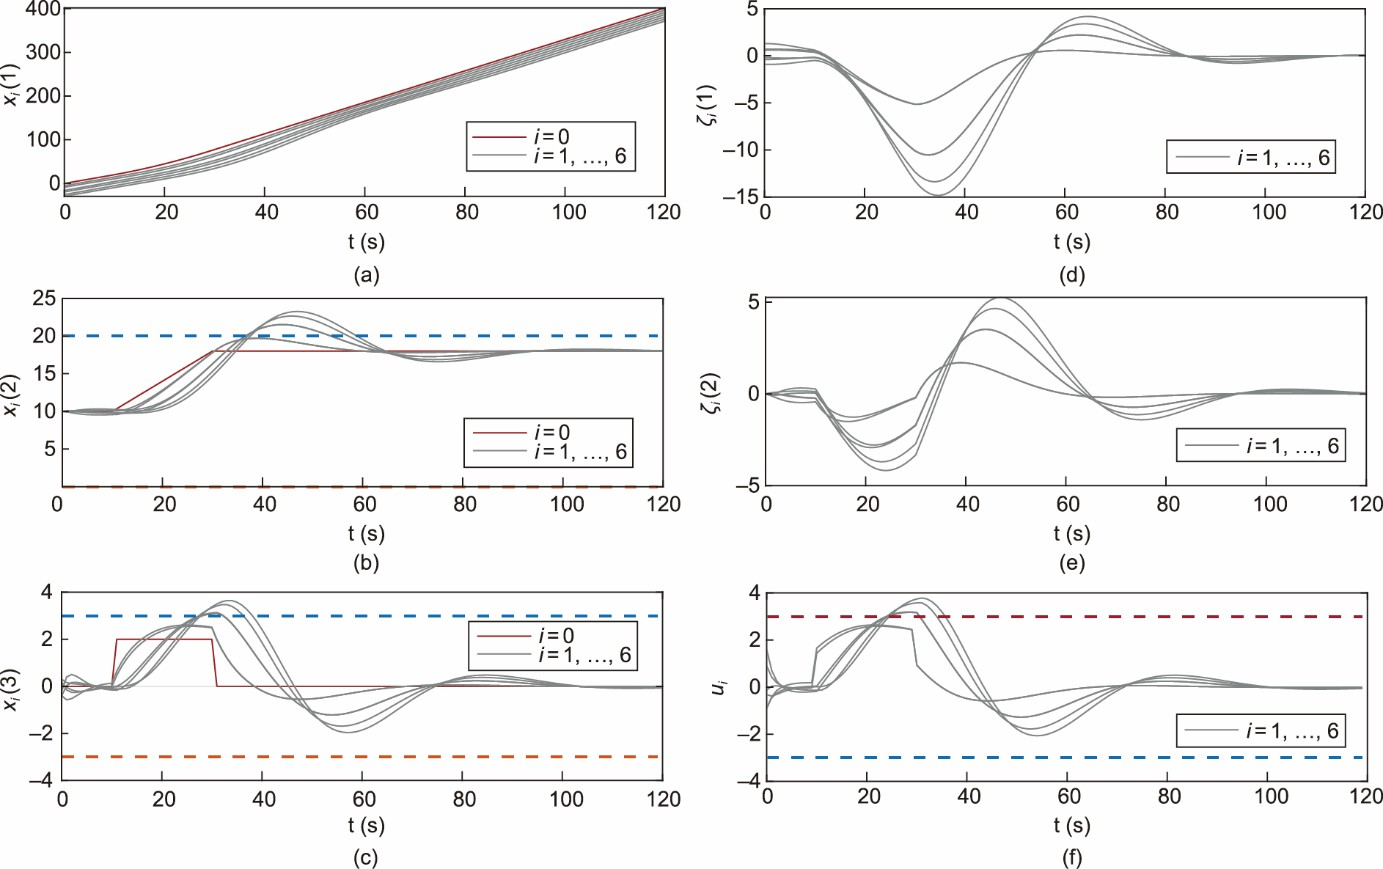 400
300
200
100
0
x_i(1)
i=0
i=1, …, 6
0 20 40 60 80 100 120
t (s)
(a)
5
0
–5
–10
–15
ζ_i(1)
i=1, …, 6
0 20 40 60 80 100 120
t (s)
(d)
25
20
15
10
5
x_i(2)
i=0
i=1, …, 6
0 20 40 60 80 100 120
t (s)
(b)
5
0
–5
ζ_i(2)
i=1, …, 6
20 40 60 80 100 120
t (s)
(e)
4
2
0
–2
–4
x_i(3)
i=0
i=1, …, 6
0 20 40 60 80 100 120
t (s)
(c)
4
2
0
–2
–4
u_i
i=1, …, 6
0 20 40 60 80 100 120
t (s)
(f)